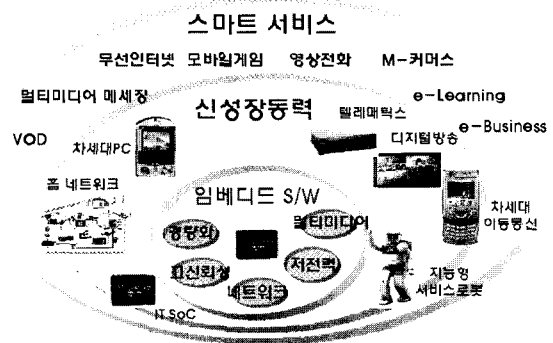 스마트 서비스
무선인터넷 모바일게임 영상전화 M-커머스
멀티미디어 메세징
신성장동력
텔레매틱스
e-Learning
VOD
차세대PC
디지털방송
e-Business
홈 네트워크
임베디드 S/W
차세대
이동통신
경량화
멀티미디어
고신뢰성
저전력
네트워크
지능형
서비스로봇
IT SoC